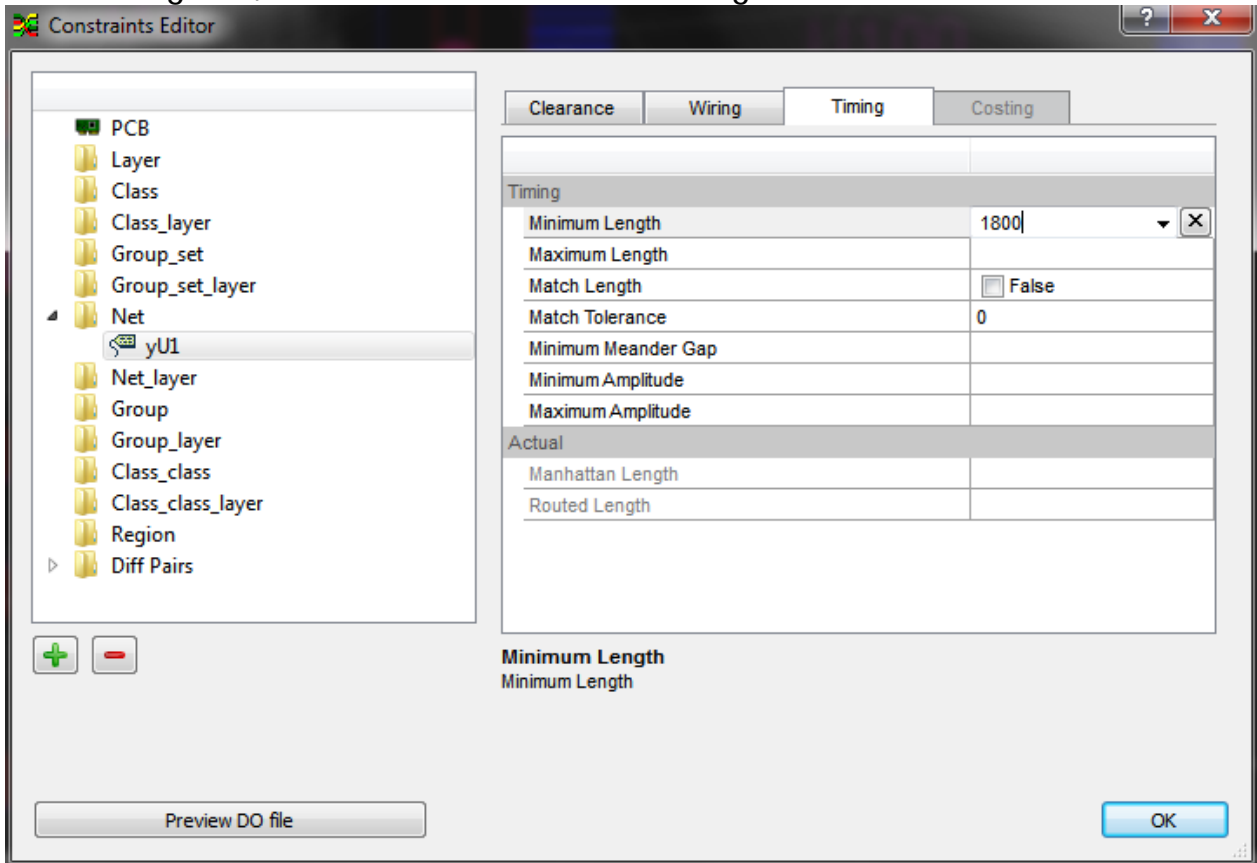 Constraints Editor
Clearance Wiring Timing Costing
PCB
Layer
Class
Class_layer
Group_set
Group_set_layer
Net
yU1
Net_layer
Group
Group_layer
Class_class
Class_class_layer
Region
Diff Pairs
Timing
Minimum Length 1800
Maximum Length
Match Length False
Match Tolerance 0
Minimum Meander Gap
Minimum Amplitude
Maximum Amplitude
Actual
Manhattan Length
Routed Length
Minimum Length
Minimum Length
Preview DO file
OK